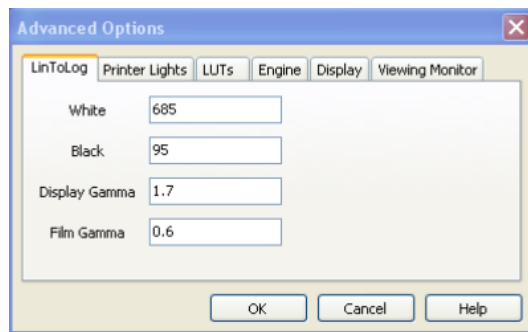 Advanced Options
LinToLog Printer Lights LUTs Engine Display Viewing Monitor
White 685
Black 95
Display Gamma 1.7
Film Gamma 0.6
OK Cancel Help